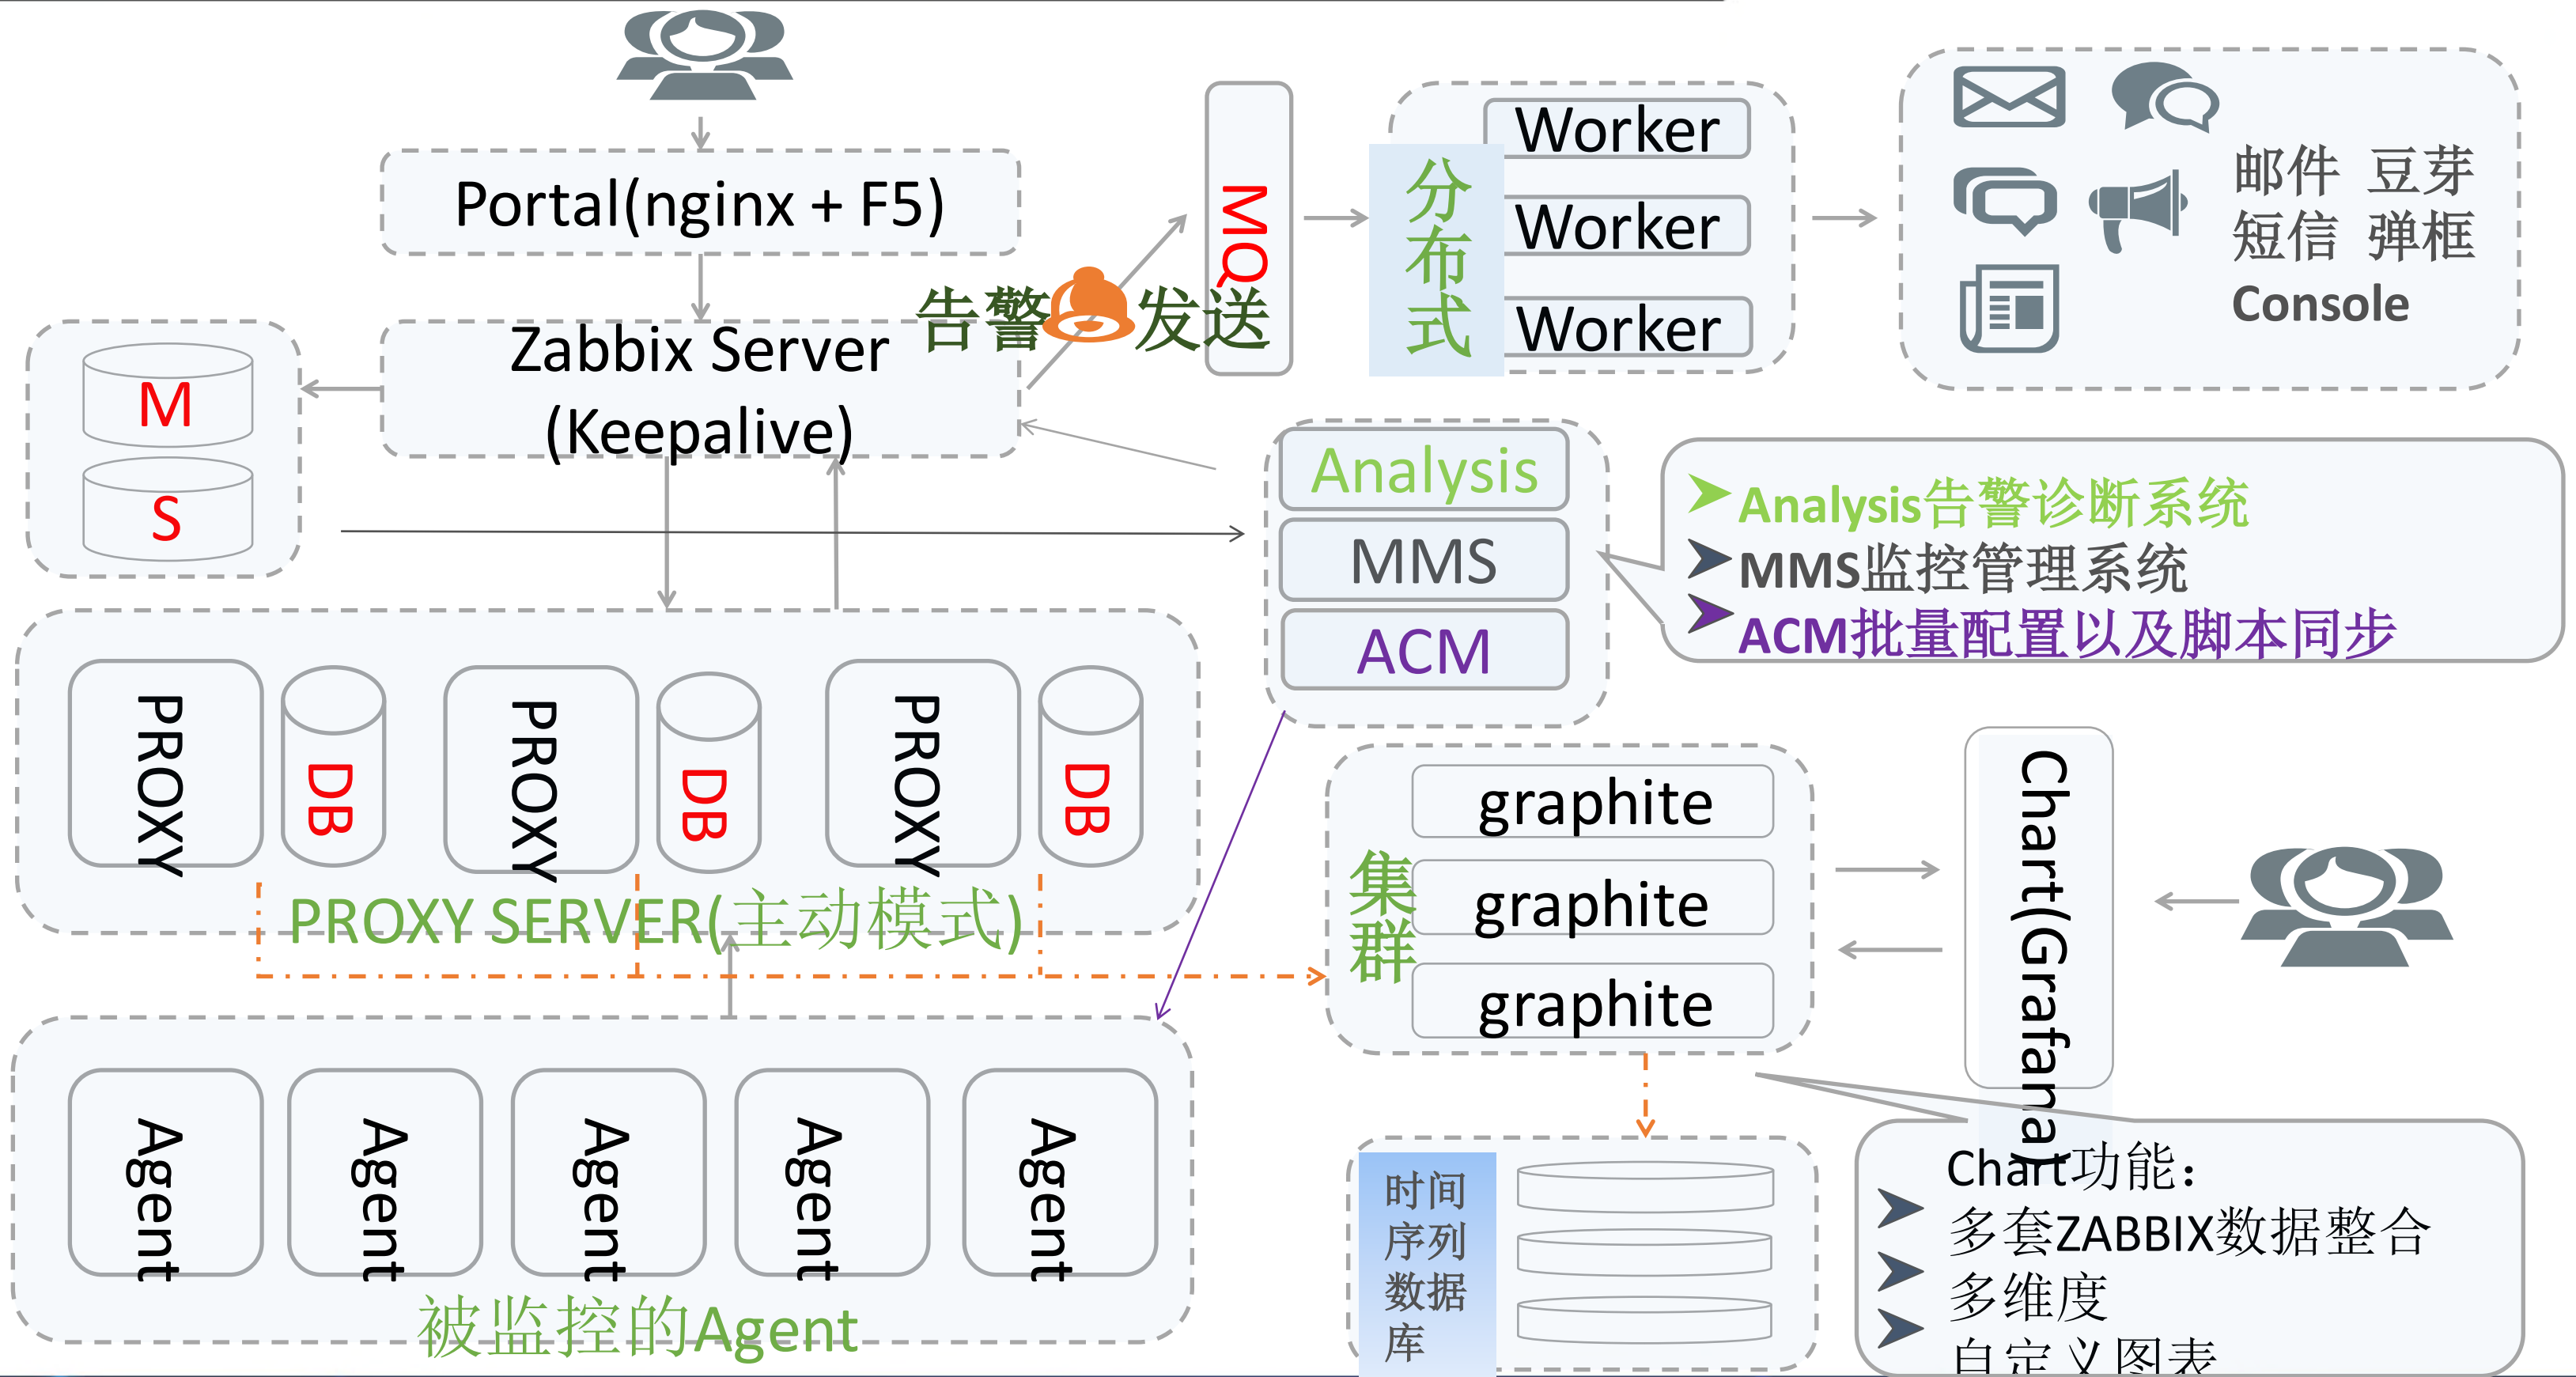 Portal(nginx + F5)
Zabbix Server
(Keepalive)
告警
发送
MQ
分布式
Worker
Worker
Worker
邮件 豆芽
短信 弹框
Console
M
S
Analysis
MMS
ACM
Analysis告警诊断系统
MMS监控管理系统
ACM批量配置以及脚本同步
PROXY
DB
PROXY
DB
PROXY
DB
PROXY SERVER(主动模式)
集群
graphite
graphite
graphite
Chart(Grafana)
Agent
Agent
Agent
Agent
Agent
被监控的Agent
时间
序列
数据
库
Chart功能：
多套ZABBIX数据整合
多维度
自定义图表